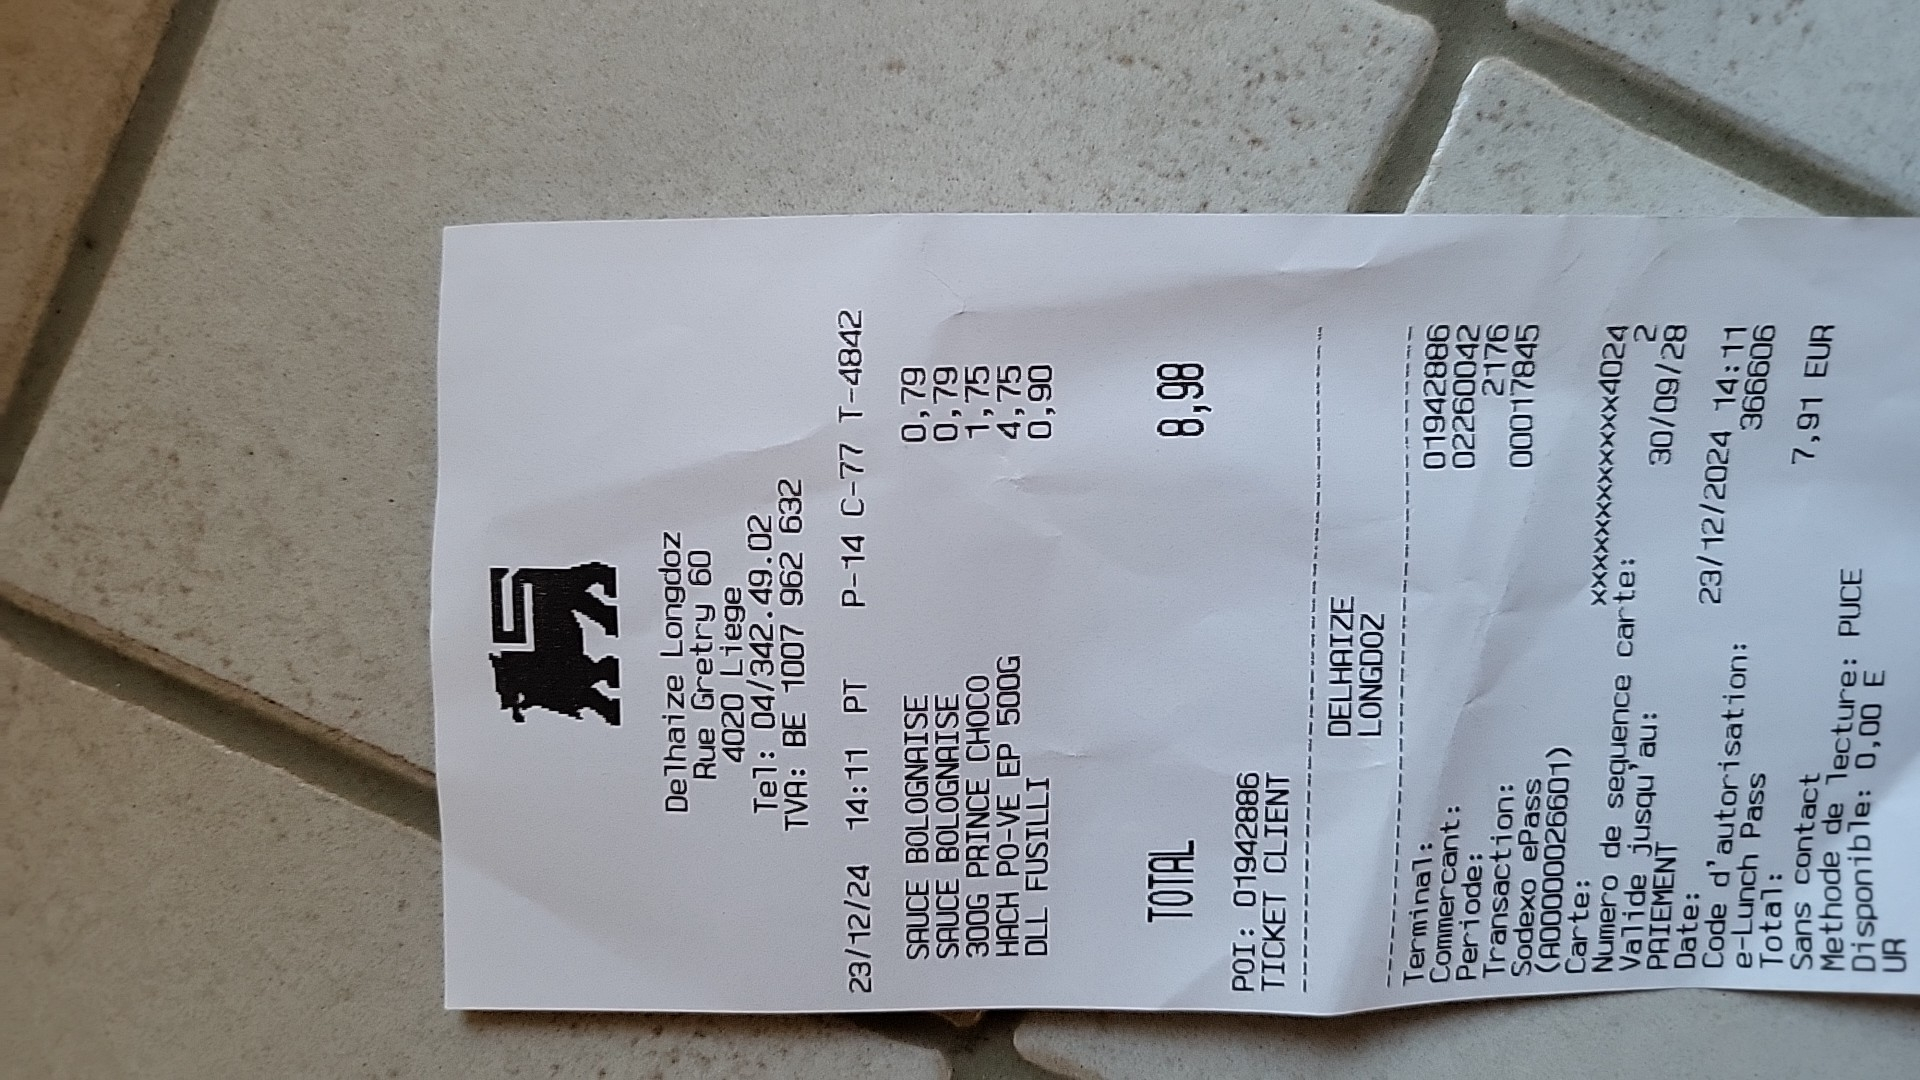 Delhaize Longdoz
Rue Gretry 60
4020 Liege
Tel: 04/342.49.02
TVA: BE 1007 962 632
23/12/24 14:11 PT P-14 C-77 T-4842
SAUCE BOLOGNAISE 0,79
SAUCE BOLOGNAISE 0,79
300G PRINCE CHOCO 1,75
HACH PO-VE EP 500G 4,75
DLL FUSILLI 0,90
TOTAL 8,98
POI: 01942886
TICKET CLIENT
DELHAIZE
LONGDOZ
Terminal: 01942886
Commercant: 02260042
Periode: 2176
Transaction: 00017845
Sodexo ePass
(A000000026601)
Carte: xxxxxxxxxxxxxxx4024
Numero de sequence carte: 2
Valide jusqu'au: 30/09/28
PAIEMENT
Date: 23/12/2024 14:11
Code d'autorisation: 366606
e-Lunch Pass
Total: 7,91 EUR
Sans contact
Methode de lecture: PUCE
Disponible: 0,00 E
UR